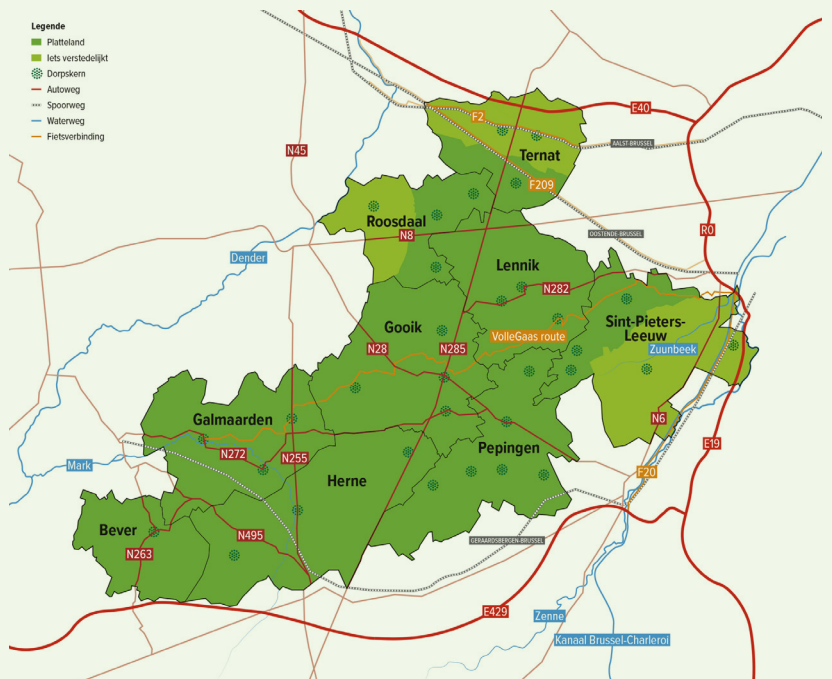 Legende
Platteland
Iets verstedelijkt
Dorpskern
Autoweg
Spoorweg
Waterweg
Fietsverbinding
E40
F2
AALST-BRUSSEL
N45
Ternat
F209
Roosdaal
N8
R0
OOSTENDE-BRUSSEL
Dender
Lennik
N282
Gooik
Sint-Pieters-
Leeuw
VolleGaas route
N28
N285
Zuunbeek
Galmaarden
N6
N272
N255
Pepingen
E19
Mark
Herne
F20
Bever
N495
GERAARDSBERGEN-BRUSSEL
N263
E429
Zenne
Kanaal Brussel-Charleroi